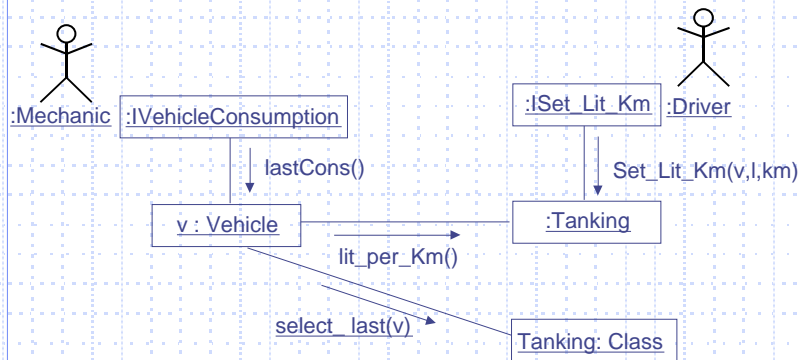 :Mechanic
:IVehicleConsumption
:ISet_Lit_Km
:Driver
lastCons()
Set_Lit_Km(v,l,km)
v : Vehicle
:Tanking
lit_per_Km()
select_ last(v)
Tanking: Class